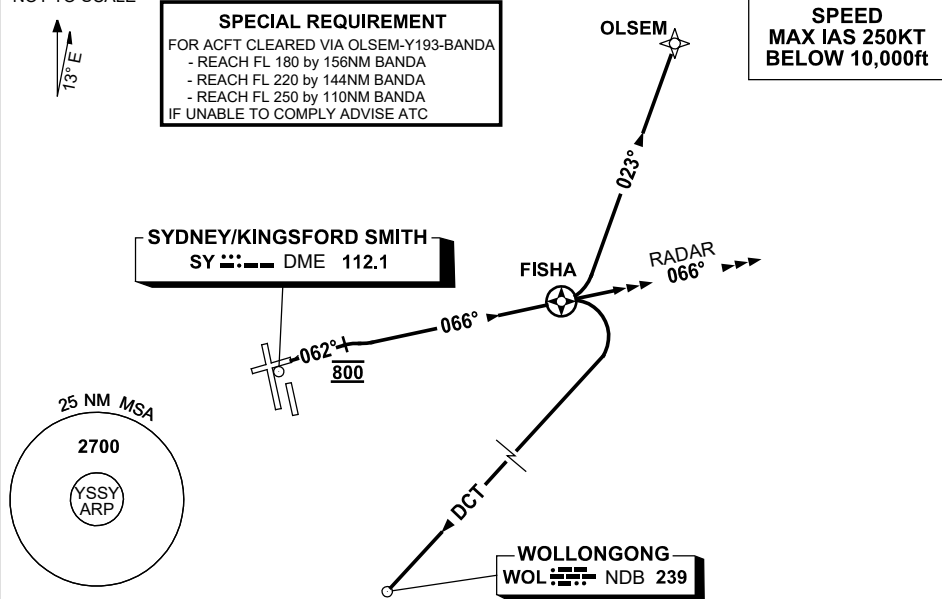 NOT TO SCALE
13° E
SPECIAL REQUIREMENT
FOR ACFT CLEARED VIA OLSEM-Y193-BANDA
- REACH FL 180 by 156NM BANDA
- REACH FL 220 by 144NM BANDA
- REACH FL 250 by 110NM BANDA
IF UNABLE TO COMPLY ADVISE ATC
OLSEM
SPEED
MAX IAS 250KT
BELOW 10,000ft
023°
SYDNEY/KINGSFORD SMITH
SY DME 112.1
FISHA
RADAR
066°
066°
062°
800
25 NM MSA
2700
YSSY
ARP
DCT
WOLLONGONG
WOL NDB 239